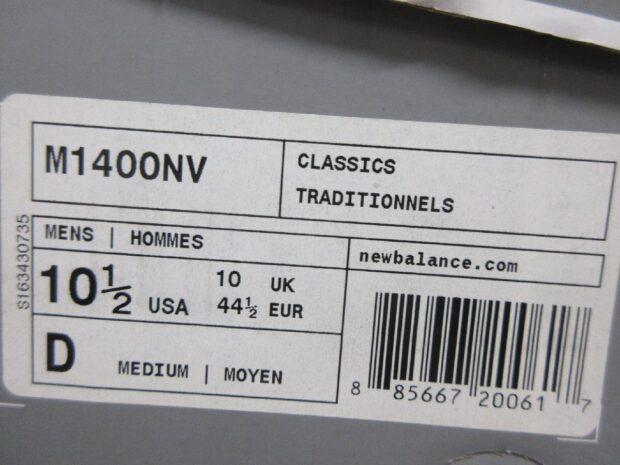 M1400NV
CLASSICS
TRADITIONNELS
S163430735
MENS | HOMMES
newbalance.com
10½ USA
10 UK
44½ EUR
D MEDIUM | MOYEN
8 85667 20061 7